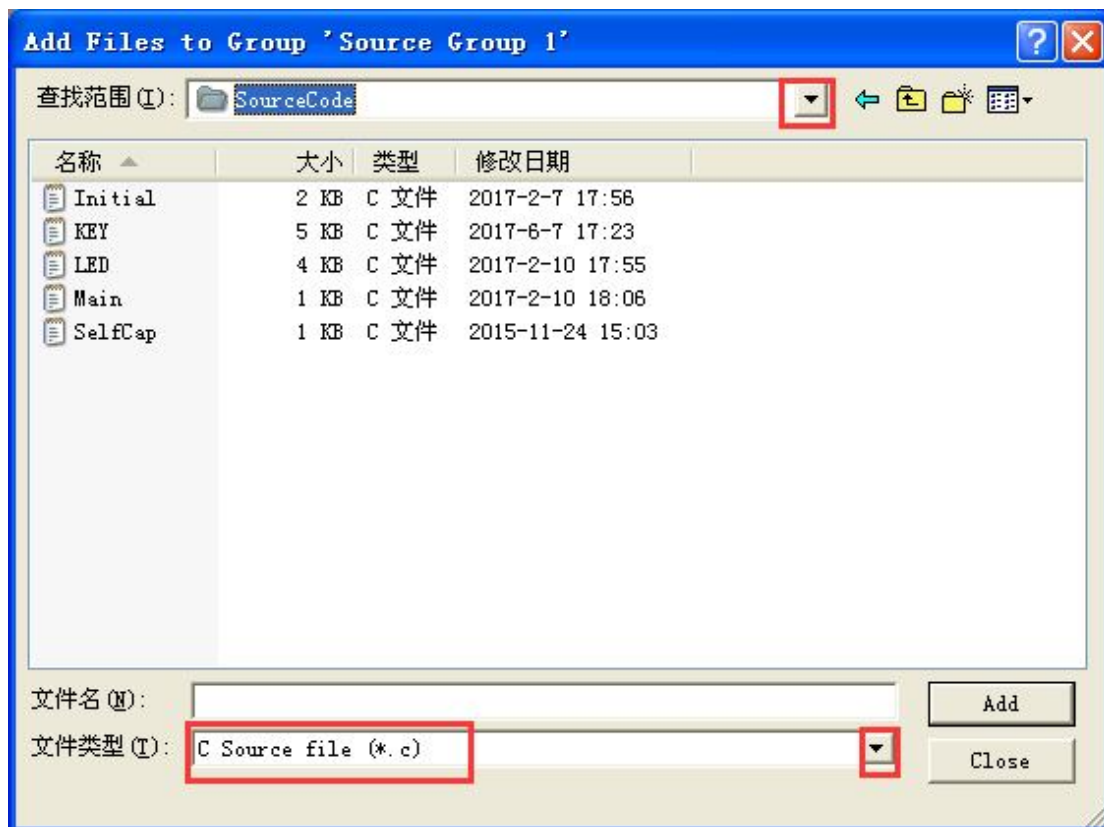 Add Files to Group 'Source Group 1'
查找范围(I): SourceCode
名称 大小 类型 修改日期
Initial 2 KB C 文件 2017-2-7 17:56
KEY 5 KB C 文件 2017-6-7 17:23
LED 4 KB C 文件 2017-2-10 17:55
Main 1 KB C 文件 2017-2-10 18:06
SelfCap 1 KB C 文件 2015-11-24 15:03
文件名(N): Add
文件类型(T): C Source file (*.c) Close